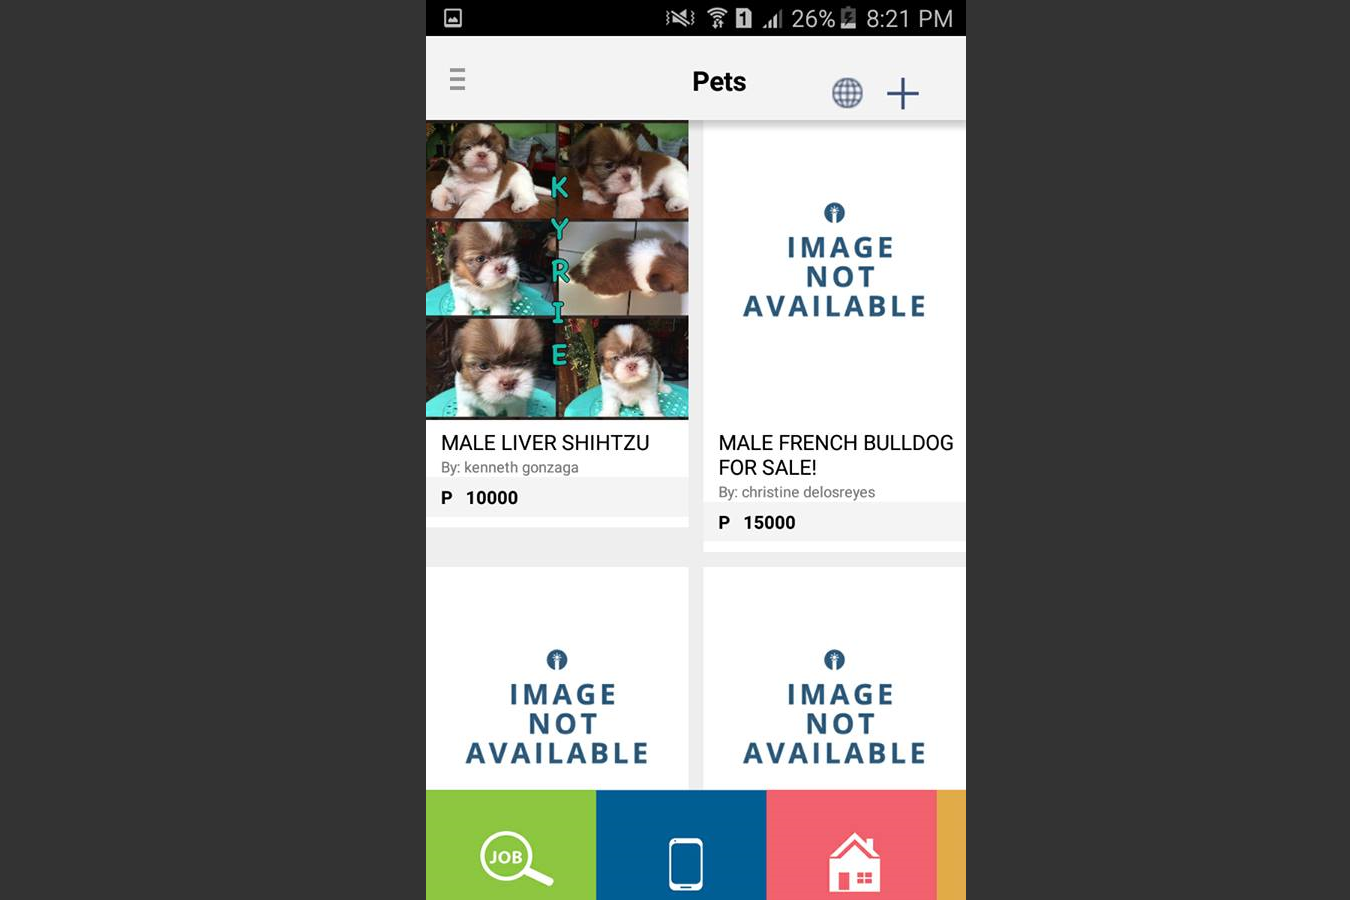 1 26% 8:21 PM
Pets
K
Y
R
I
E
MALE LIVER SHIHTZU
By: kenneth gonzaga
P 10000
IMAGE
NOT
AVAILABLE
MALE FRENCH BULLDOG
FOR SALE!
By: christine delosreyes
P 15000
IMAGE
NOT
AVAILABLE
IMAGE
NOT
AVAILABLE
JOB